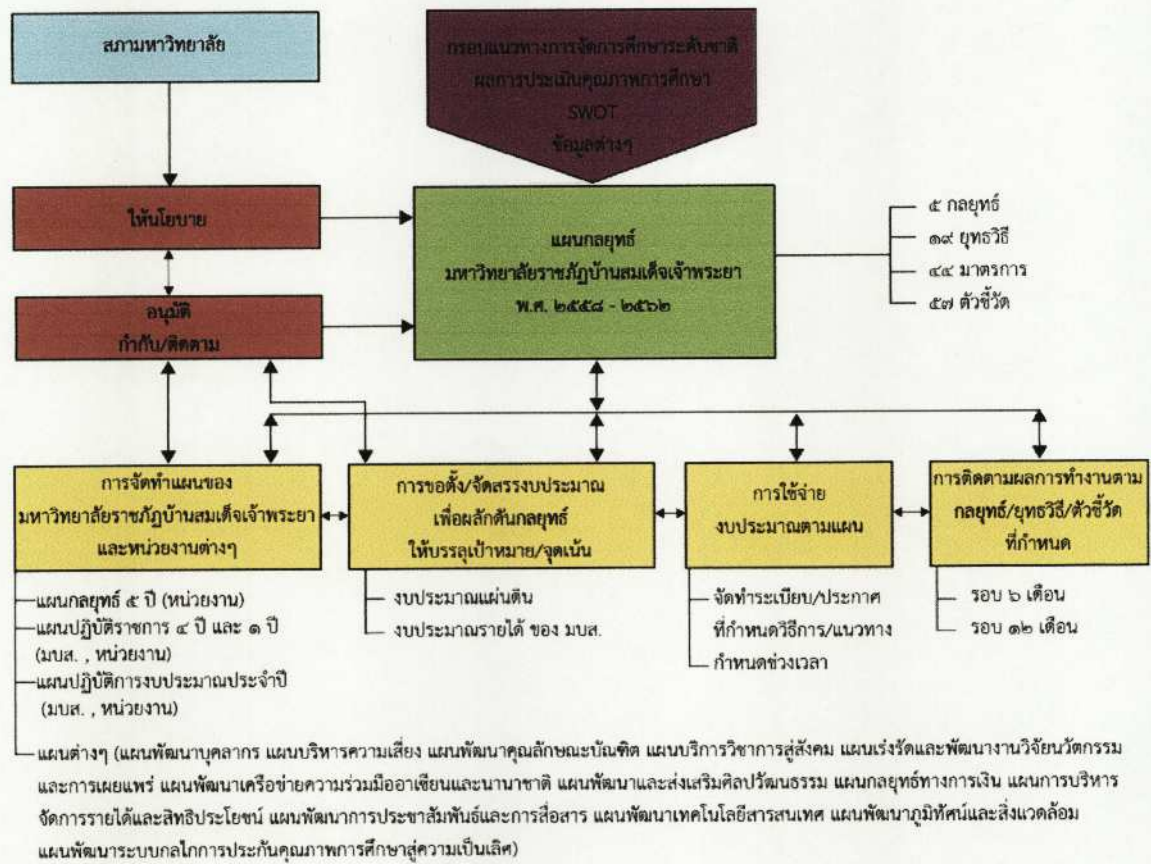 สภามหาวิทยาลัย
กรอบแนวทางการจัดการศึกษาระดับชาติ
ผลการประเมินคุณภาพการศึกษา
SWOT
ข้อมูลต่างๆ
ให้นโยบาย
อนุมัติ
กำกับ/ติดตาม
แผนกลยุทธ์
มหาวิทยาลัยราชภัฏบ้านสมเด็จเจ้าพระยา
พ.ศ. ๒๕๕๘ - ๒๕๖๒
๕ กลยุทธ์
๑๙ ยุทธวิธี
๔๔ มาตรการ
๕๗ ตัวชี้วัด
การจัดทำแผนของ
มหาวิทยาลัยราชภัฏบ้านสมเด็จเจ้าพระยา
และหน่วยงานต่างๆ
แผนกลยุทธ์ ๕ ปี (หน่วยงาน)
แผนปฏิบัติราชการ ๔ ปี และ ๑ ปี
(มบส. , หน่วยงาน)
แผนปฏิบัติการงบประมาณประจำปี
(มบส. , หน่วยงาน)
การขอตั้ง/จัดสรรงบประมาณ
เพื่อผลักดันกลยุทธ์
ให้บรรลุเป้าหมาย/จุดเน้น
งบประมาณแผ่นดิน
งบประมาณรายได้ ของ มบส.
การใช้จ่าย
งบประมาณตามแผน
จัดทำระเบียบ/ประกาศ
ที่กำหนดวิธีการ/แนวทาง
กำหนดช่วงเวลา
การติดตามผลการทำงานตาม
กลยุทธ์/ยุทธวิธี/ตัวชี้วัด
ที่กำหนด
รอบ ๖ เดือน
รอบ ๑๒ เดือน
แผนต่างๆ (แผนพัฒนาบุคลากร แผนบริหารความเสี่ยง แผนพัฒนาคุณลักษณะบัณฑิต แผนบริการวิชาการสู่สังคม แผนเร่งรัดและพัฒนางานวิจัยนวัตกรรม
และการเผยแพร่ แผนพัฒนาเครือข่ายความร่วมมืออาเซียนและนานาชาติ แผนพัฒนาและส่งเสริมศิลปวัฒนธรรม แผนกลยุทธ์ทางการเงิน แผนการบริหาร
จัดการรายได้และสิทธิประโยชน์ แผนพัฒนาการประชาสัมพันธ์และการสื่อสาร แผนพัฒนาเทคโนโลยีสารสนเทศ แผนพัฒนาภูมิทัศน์และสิ่งแวดล้อม
แผนพัฒนาระบบกลไกการประกันคุณภาพการศึกษาสู่ความเป็นเลิศ)